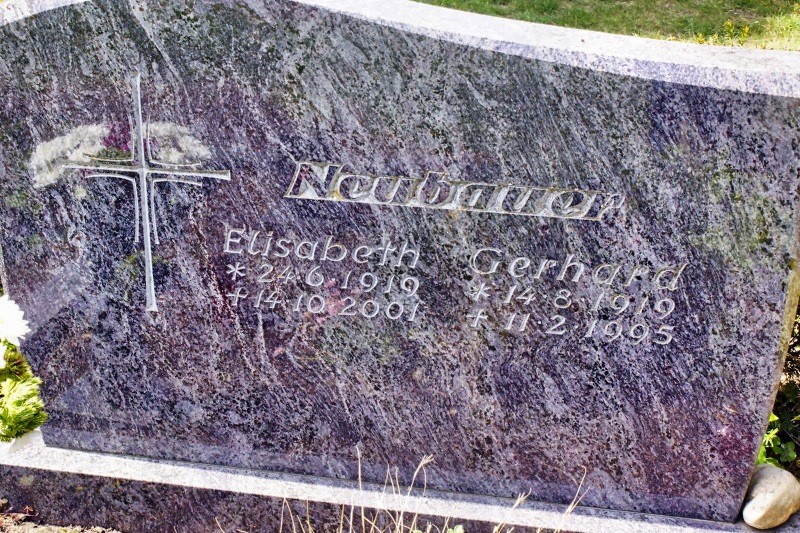 Neubauer
Elisabeth
* 24·6·1919
† 14·10·2001
Gerhard
* 14·8·1919
† 11·2·1995